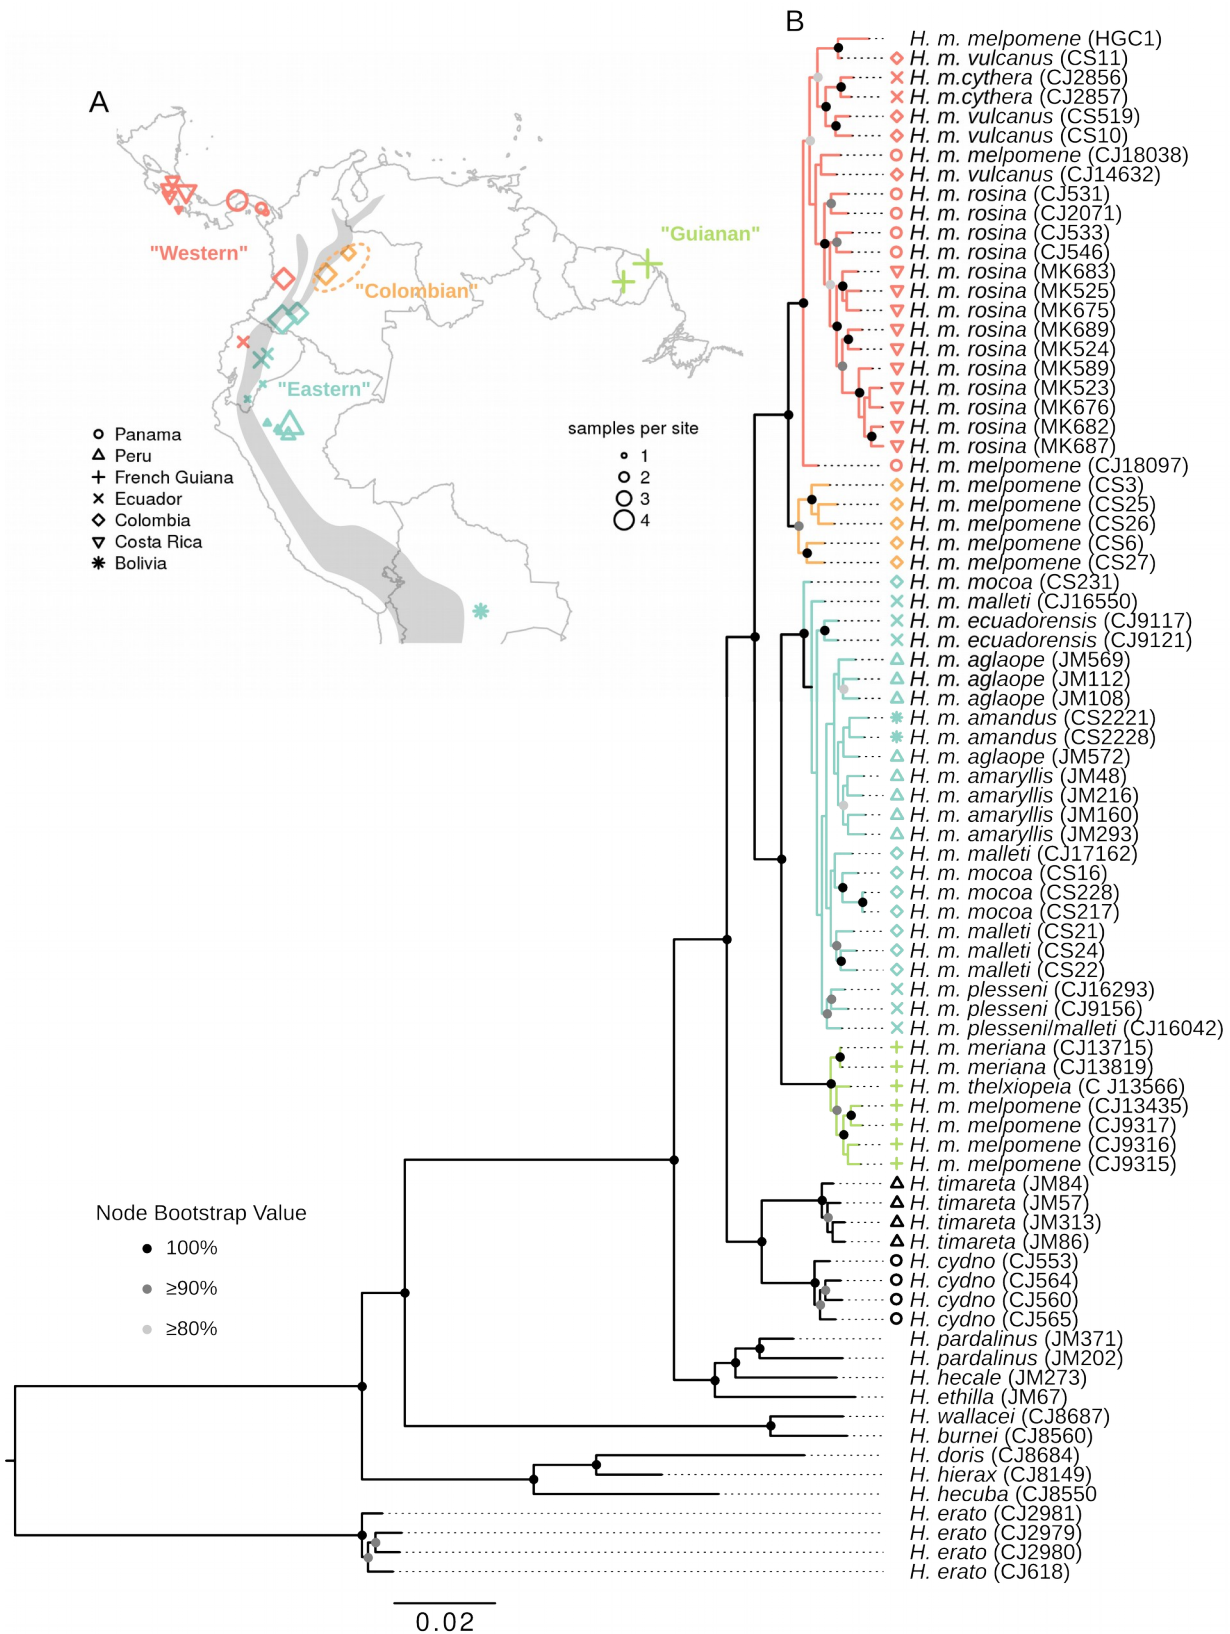 A
"Western"
"Colombian"
"Guianan"
"Eastern"
Panama
Peru
French Guiana
Ecuador
Colombia
Costa Rica
Bolivia
samples per site
1
2
3
4
B
H. m. melpomene (HGC1)
H. m. vulcanus (CS11)
H. m.cythera (CJ2856)
H. m.cythera (CJ2857)
H. m. vulcanus (CS519)
H. m. vulcanus (CS10)
H. m. melpomene (CJ18038)
H. m. vulcanus (CJ14632)
H. m. rosina (CJ531)
H. m. rosina (CJ2071)
H. m. rosina (CJ533)
H. m. rosina (CJ546)
H. m. rosina (MK683)
H. m. rosina (MK525)
H. m. rosina (MK675)
H. m. rosina (MK689)
H. m. rosina (MK524)
H. m. rosina (MK589)
H. m. rosina (MK523)
H. m. rosina (MK676)
H. m. rosina (MK682)
H. m. rosina (MK687)
H. m. melpomene (CJ18097)
H. m. melpomene (CS3)
H. m. melpomene (CS25)
H. m. melpomene (CS26)
H. m. melpomene (CS6)
H. m. melpomene (CS27)
H. m. mocoa (CS231)
H. m. malleti (CJ16550)
H. m. ecuadorensis (CJ9117)
H. m. ecuadorensis (CJ9121)
H. m. aglaope (JM569)
H. m. aglaope (JM112)
H. m. aglaope (JM108)
H. m. amandus (CS2221)
H. m. amandus (CS2228)
H. m. aglaope (JM572)
H. m. amaryllis (JM48)
H. m. amaryllis (JM216)
H. m. amaryllis (JM160)
H. m. amaryllis (JM293)
H. m. malleti (CJ17162)
H. m. mocoa (CS16)
H. m. mocoa (CS228)
H. m. mocoa (CS217)
H. m. malleti (CS21)
H. m. malleti (CS24)
H. m. malleti (CS22)
H. m. plesseni (CJ16293)
H. m. plesseni (CJ9156)
H. m. plesseni/malleti (CJ16042)
H. m. meriana (CJ13715)
H. m. meriana (CJ13819)
H. m. thelxiopeia (C J13566)
H. m. melpomene (CJ13435)
H. m. melpomene (CJ9317)
H. m. melpomene (CJ9316)
H. m. melpomene (CJ9315)
H. timareta (JM84)
H. timareta (JM57)
H. timareta (JM313)
H. timareta (JM86)
H. cydno (CJ553)
H. cydno (CJ564)
H. cydno (CJ560)
H. cydno (CJ565)
H. pardalinus (JM371)
H. pardalinus (JM202)
H. hecale (JM273)
H. ethilla (JM67)
H. wallacei (CJ8687)
H. burnei (CJ8560)
H. doris (CJ8684)
H. hierax (CJ8149)
H. hecuba (CJ8550
H. erato (CJ2981)
H. erato (CJ2979)
H. erato (CJ2980)
H. erato (CJ618)
Node Bootstrap Value
100%
≥90%
≥80%
0.02